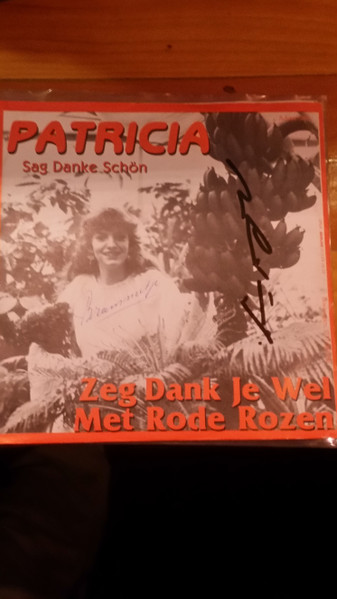 PATRICIA
Sag Danke Schön
Zeg Dank Je Wel
Met Rode Rozen